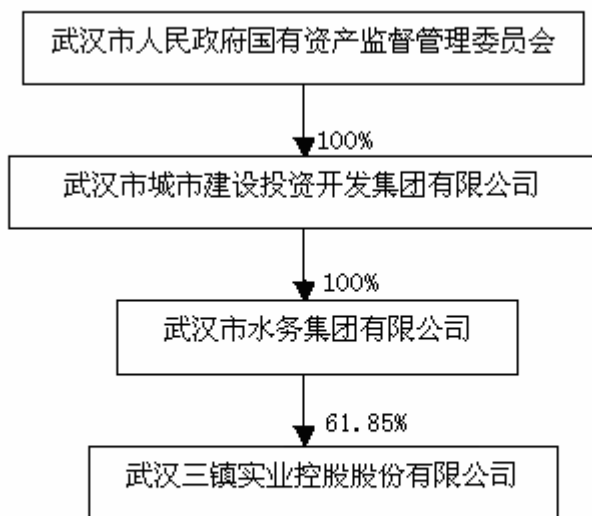 武汉市人民政府国有资产监督管理委员会
100%
武汉市城市建设投资开发集团有限公司
100%
武汉市水务集团有限公司
61.85%
武汉三镇实业控股股份有限公司